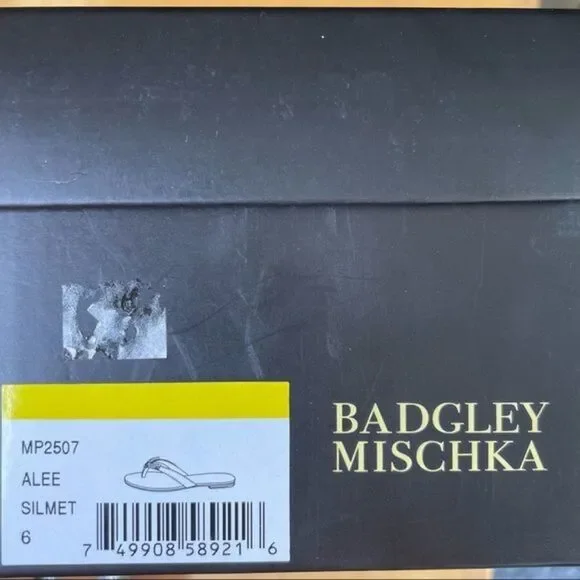 BADGLEY
MISCHKA
MP2507
ALEE
SILMET
6
7 49908 58921 6